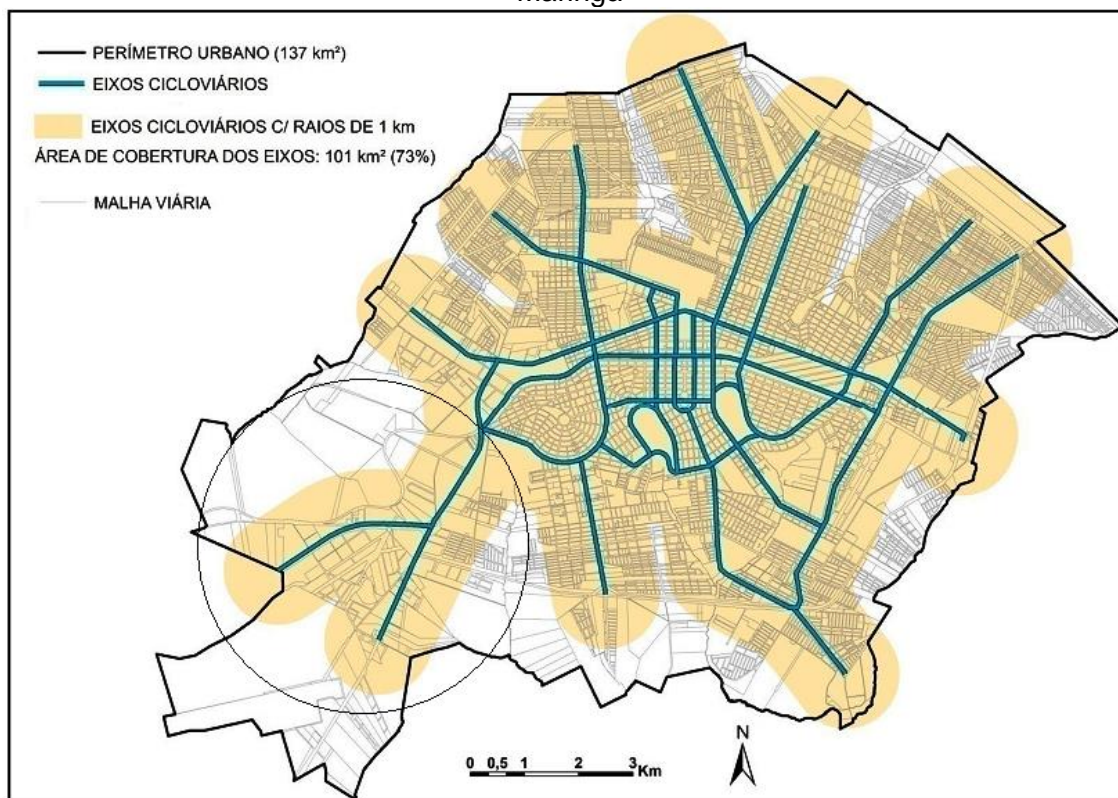 Maringá
PERÍMETRO URBANO (137 km²)
EIXOS CICLOVIÁRIOS
EIXOS CICLOVIÁRIOS C/ RAIOS DE 1 km
ÁREA DE COBERTURA DOS EIXOS: 101 km² (73%)
MALHA VIÁRIA
N
0 0,5 1 2 3 Km